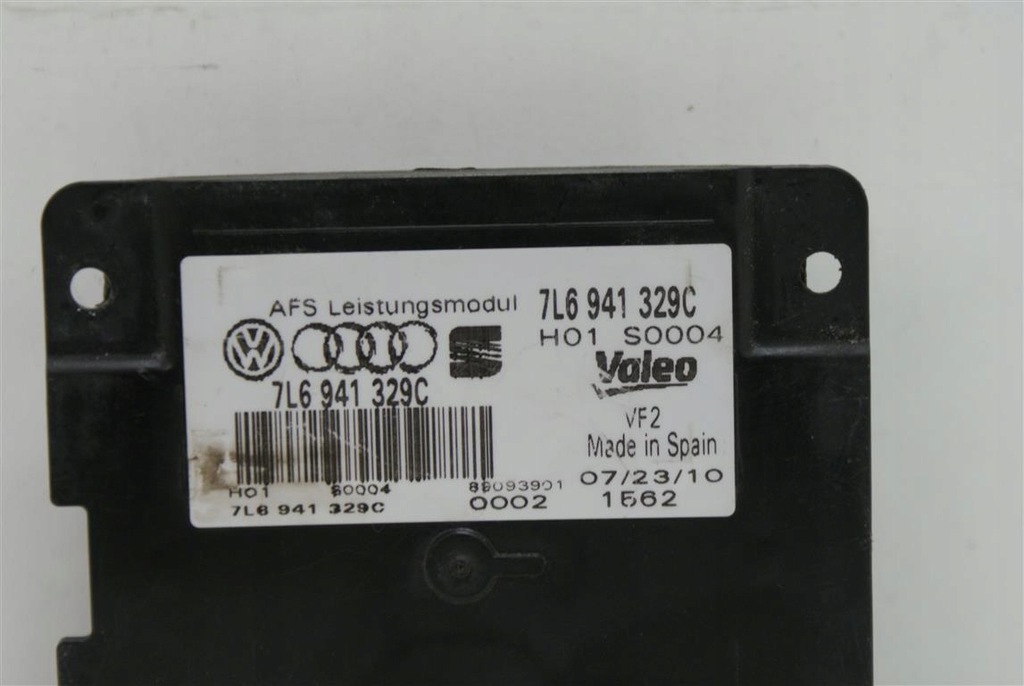 AFS Leistungsmodul
7L6 941 329C
H01 S0004
Valeo
7L6 941 329C
VF2
Made in Spain
H01 S0004 89093901
07/23/10
7L6 941 329C
0002 1562